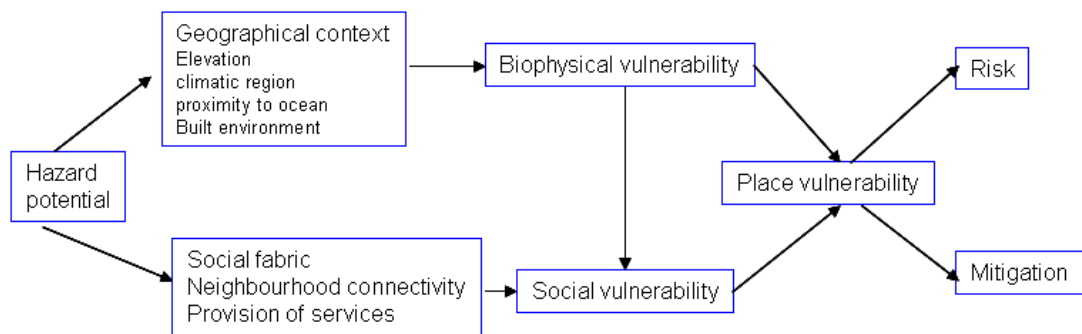 Geographical context
Elevation
climatic region
proximity to ocean
Built environment
Biophysical vulnerability
Risk
Hazard
potential
Place vulnerability
Social fabric
Neighbourhood connectivity
Provision of services
Social vulnerability
Mitigation